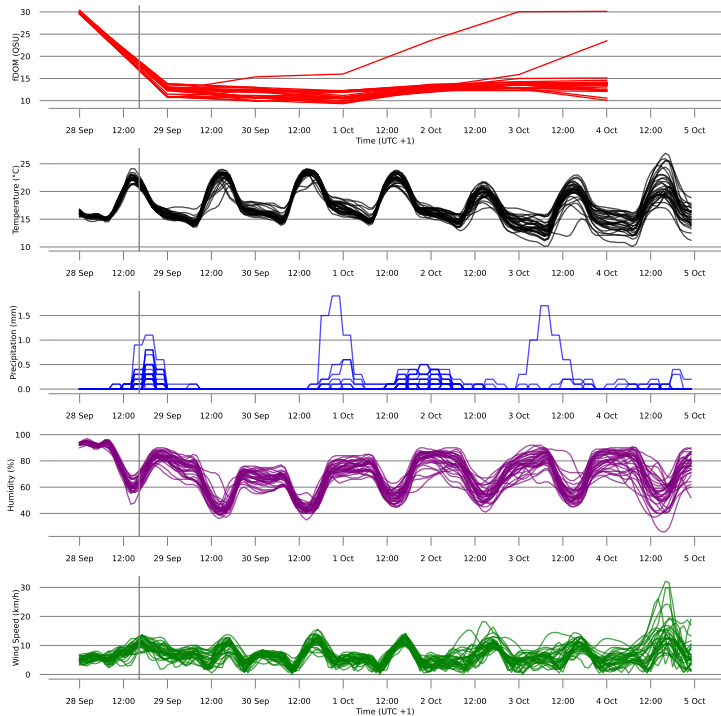 30
25
20
15
10
fDOM (QSU)
28 Sep 12:00 29 Sep 12:00 30 Sep 12:00 1 Oct 12:00 2 Oct 12:00 3 Oct 12:00 4 Oct 12:00 5 Oct
Time (UTC +1)
25
20
15
10
Temperature (°C)
28 Sep 12:00 29 Sep 12:00 30 Sep 12:00 1 Oct 12:00 2 Oct 12:00 3 Oct 12:00 4 Oct 12:00 5 Oct
1.5
1.0
0.5
0.0
Precipitation (mm)
28 Sep 12:00 29 Sep 12:00 30 Sep 12:00 1 Oct 12:00 2 Oct 12:00 3 Oct 12:00 4 Oct 12:00 5 Oct
100
80
60
40
Humidity (%)
28 Sep 12:00 29 Sep 12:00 30 Sep 12:00 1 Oct 12:00 2 Oct 12:00 3 Oct 12:00 4 Oct 12:00 5 Oct
30
20
10
0
Wind Speed (km/h)
28 Sep 12:00 29 Sep 12:00 30 Sep 12:00 1 Oct 12:00 2 Oct 12:00 3 Oct 12:00 4 Oct 12:00 5 Oct
Time (UTC +1)